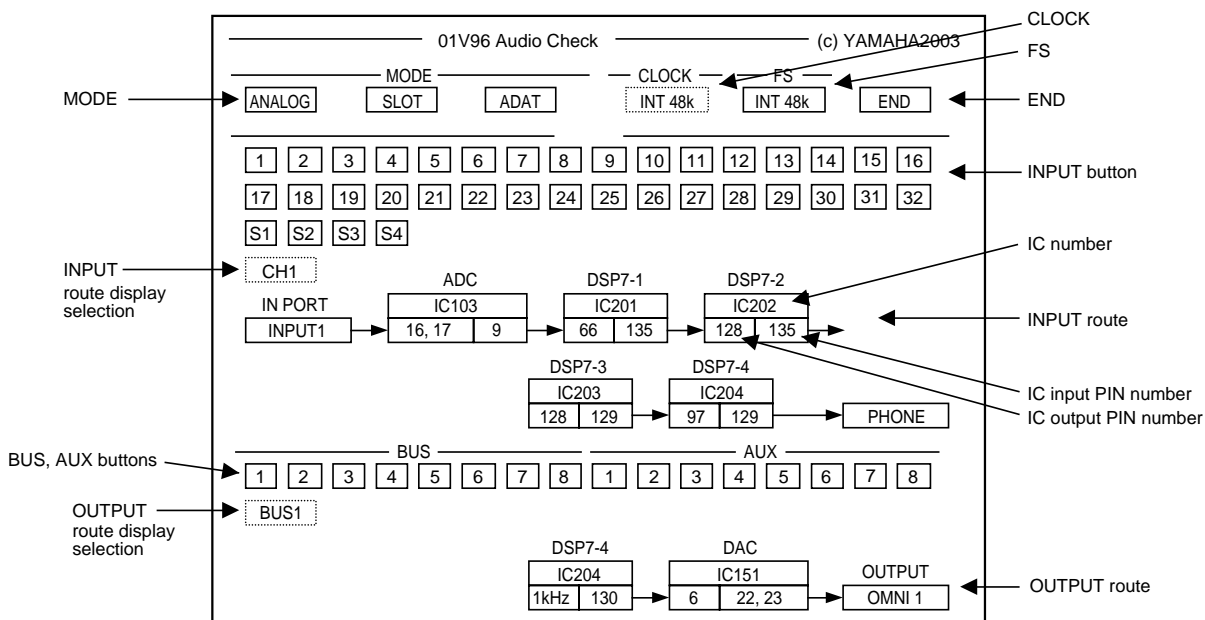 CLOCK
01V96 Audio Check (c) YAMAHA2003
FS
MODE CLOCK FS
MODE ANALOG SLOT ADAT INT 48k INT 48k END END
1 2 3 4 5 6 7 8 9 10 11 12 13 14 15 16
INPUT button
17 18 19 20 21 22 23 24 25 26 27 28 29 30 31 32
S1 S2 S3 S4
IC number
INPUT
route display
selection
CH1
ADC DSP7-1 DSP7-2
IN PORT IC103 IC201 IC202
INPUT1 16, 17 9 66 135 128 135
INPUT route
DSP7-3 DSP7-4
IC203 IC204
IC input PIN number
128 129 97 129 PHONE
IC output PIN number
BUS AUX
BUS, AUX buttons
1 2 3 4 5 6 7 8 1 2 3 4 5 6 7 8
OUTPUT
route display
selection
BUS1
DSP7-4 DAC
IC204 IC151 OUTPUT
1kHz 130 6 22, 23 OMNI 1
OUTPUT route